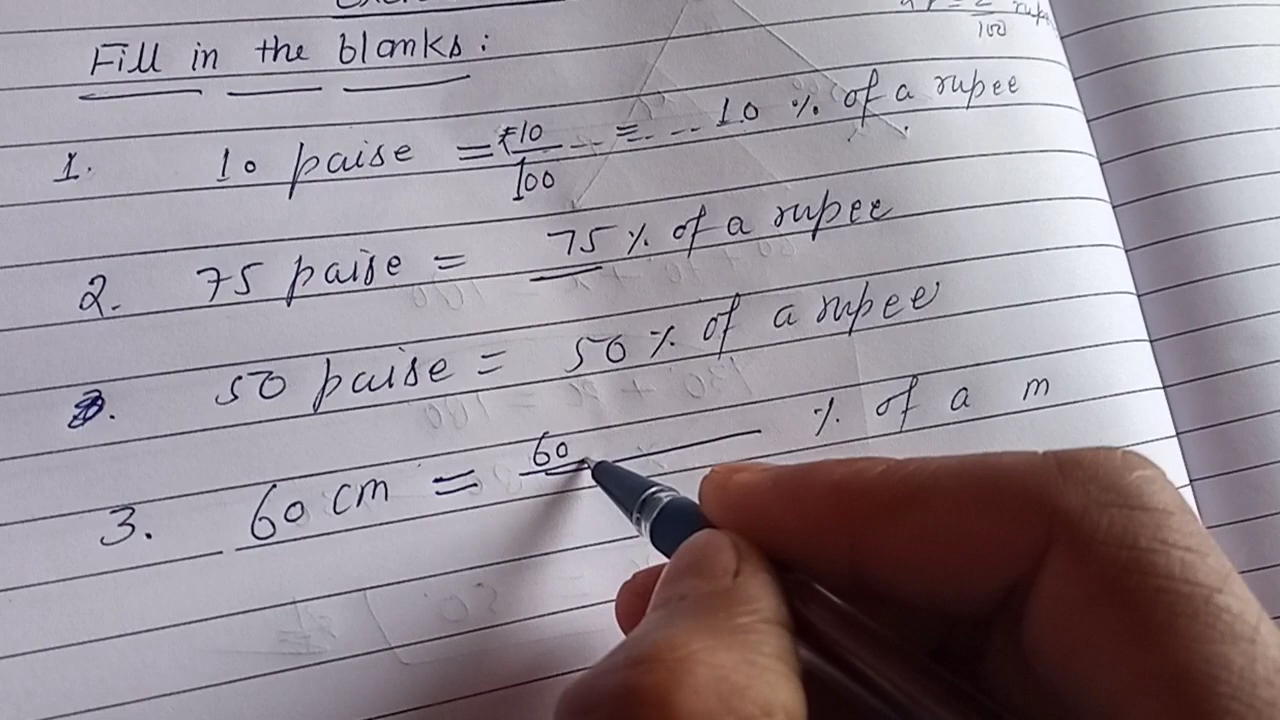 Fill in the blanks :
100
1. 10 paise = ₹10/100 = ... 10 % of a rupee
2. 75 paise = 75 % of a rupee
50 paise = 50 % of a rupee
3. 60 cm = 60 % of a m